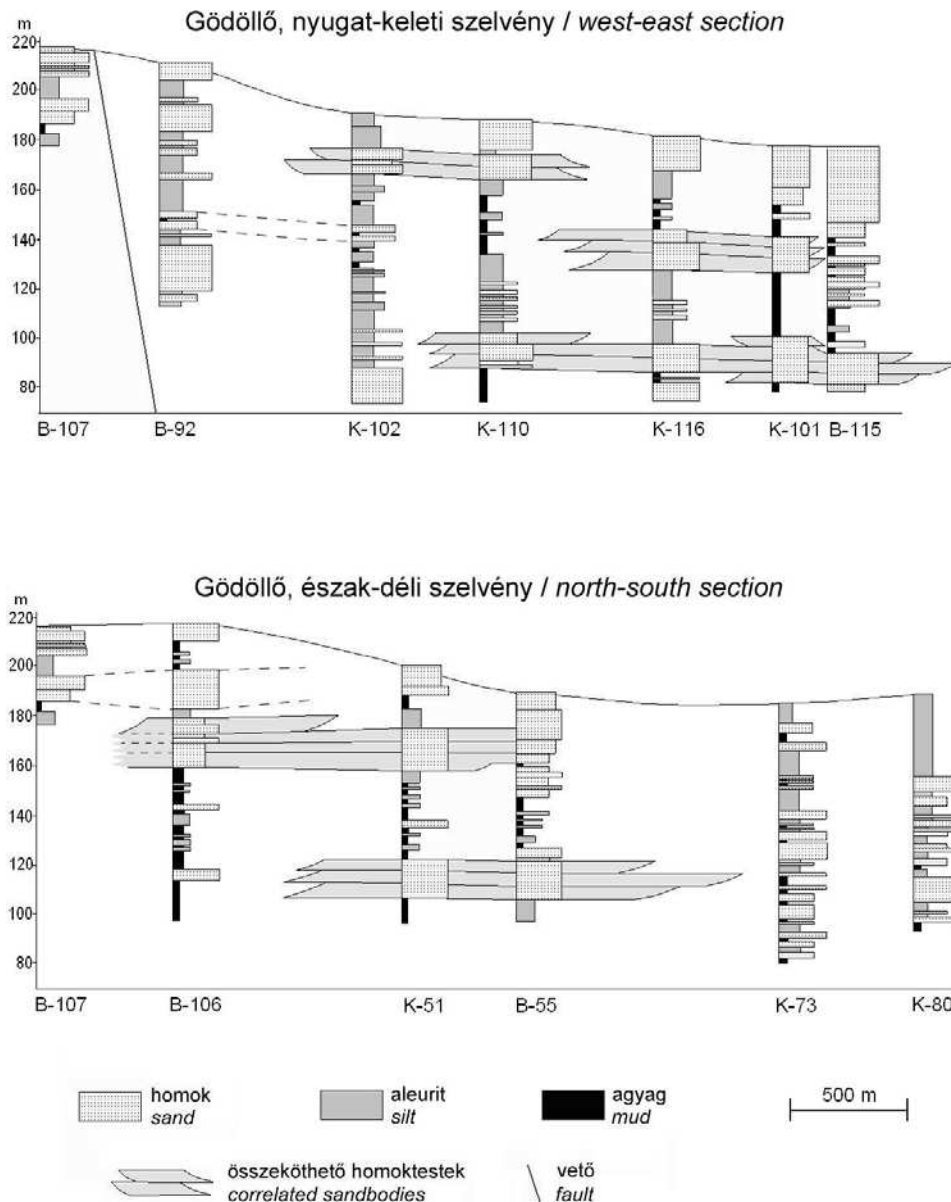 Gödöllő, nyugat-keleti szelvény / west-east section
m
220
200
180
160
140
120
100
80
B-107 B-92 K-102 K-110 K-116 K-101 B-115
Gödöllő, észak-déli szelvény / north-south section
m
220
200
180
160
140
120
100
80
B-107 B-106 K-51 B-55 K-73 K-80
homok
sand
aleurit
silt
agyag
mud
500 m
összeköthető homoktestek
correlated sandbodies
vető
fault